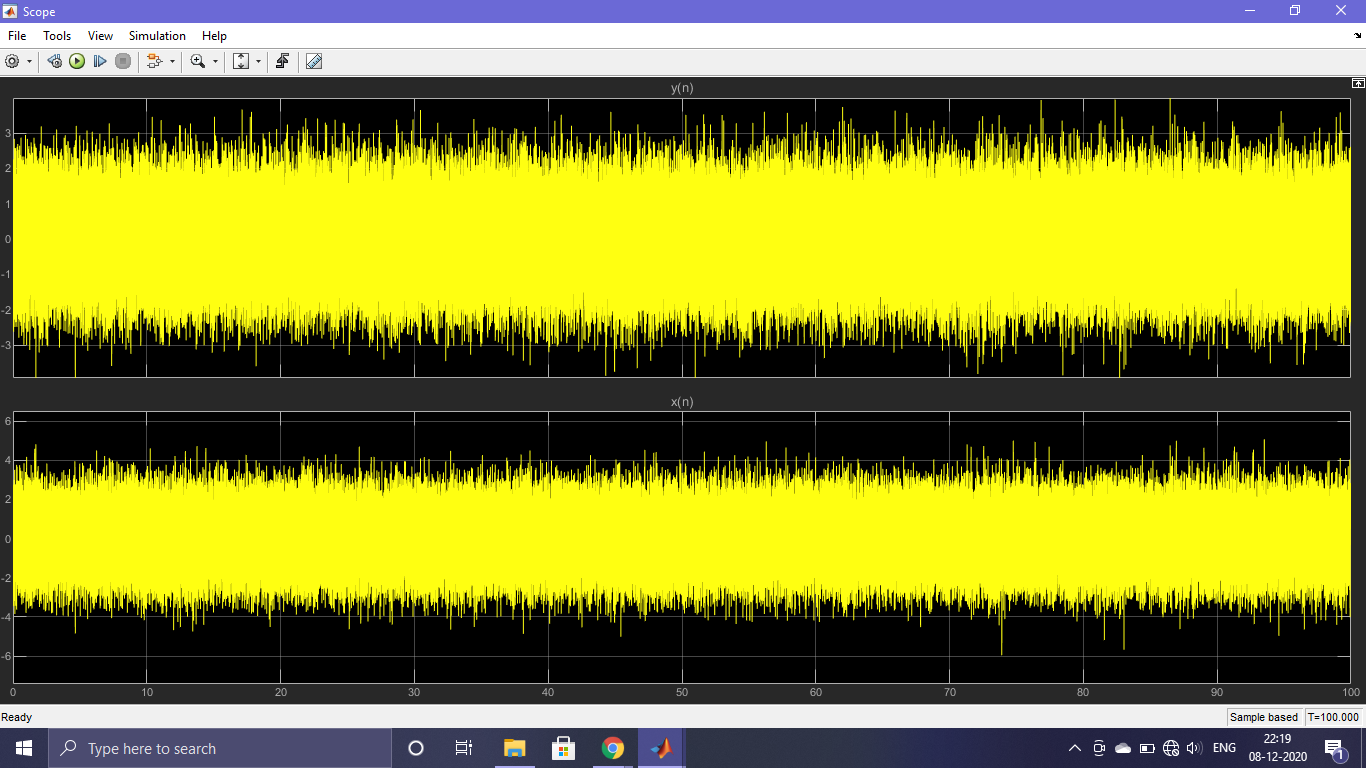 Scope
File Tools View Simulation Help
y(n)
3
2
1
0
-1
-2
-3
x(n)
6
4
2
0
-2
-4
-6
0 10 20 30 40 50 60 70 80 90 100
Ready Sample based T=100.000
Type here to search ENG 22:19
08-12-2020 1